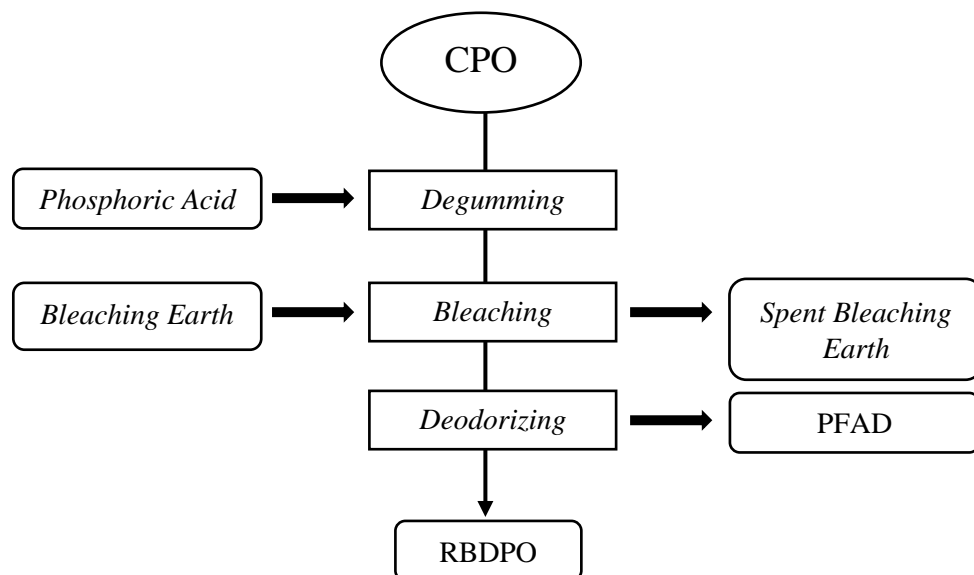 CPO
Phosphoric Acid
Degumming
Bleaching Earth
Bleaching
Spent Bleaching
Earth
Deodorizing
PFAD
RBDPO